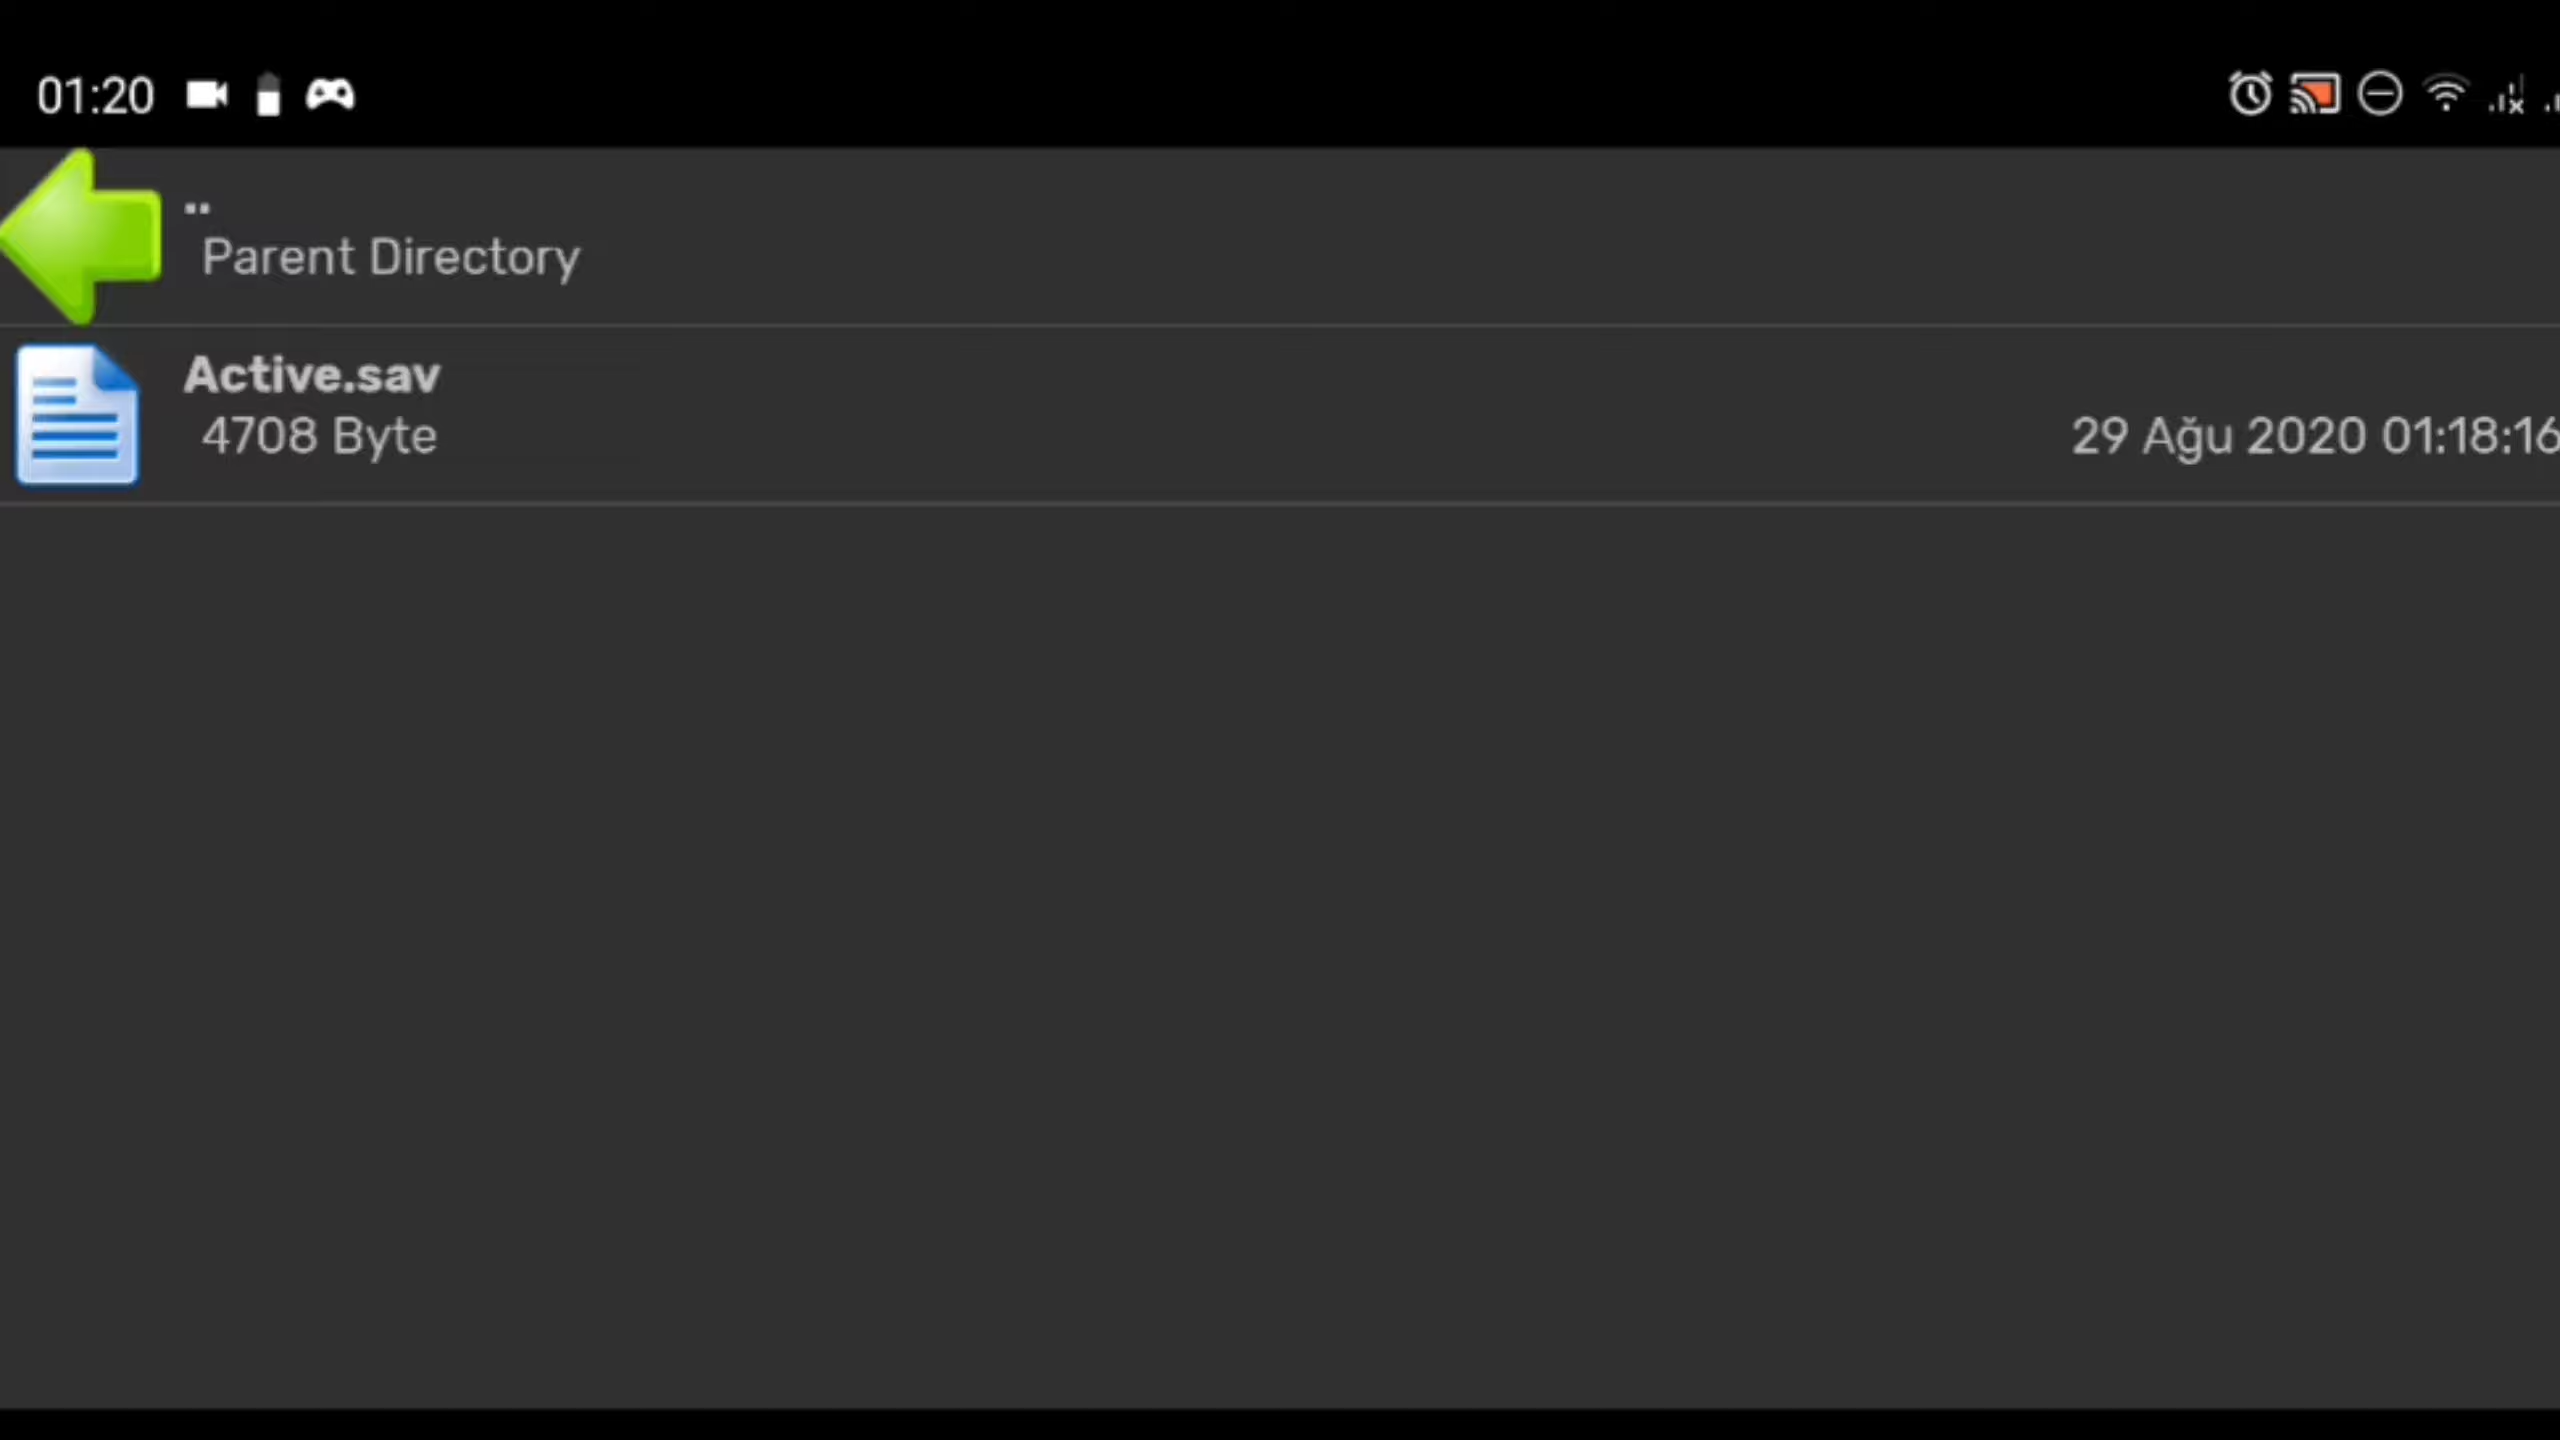 01:20
..
Parent Directory
Active.sav
4708 Byte
29 Ağu 2020 01:18:16